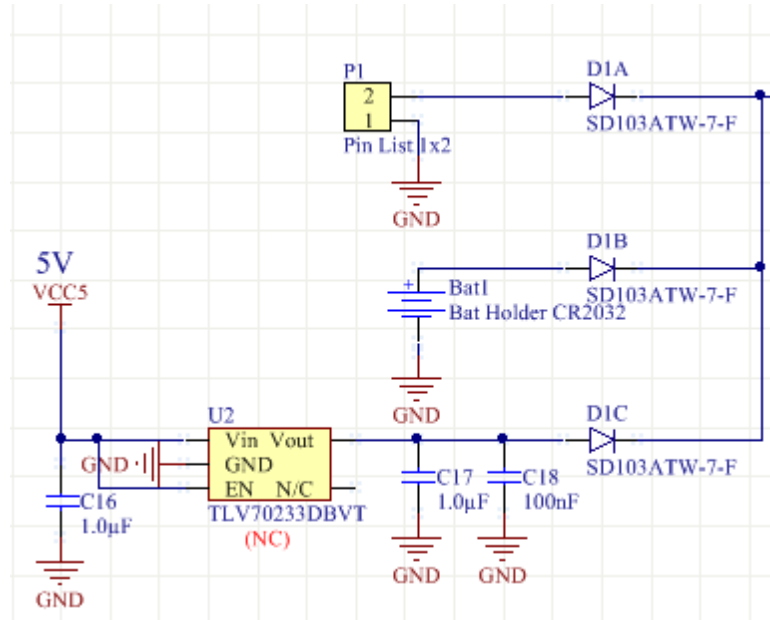 P1
2
1
Pin List 1x2
GND
D1A
SD103ATW-7-F
D1B
SD103ATW-7-F
+
Bat1
Bat Holder CR2032
GND
5V
VCC5
U2
Vin Vout
GND
GND
EN N/C
TLV70233DBVT
(NC)
C16
1.0µF
GND
C17
1.0µF
GND
C18
100nF
GND
D1C
SD103ATW-7-F